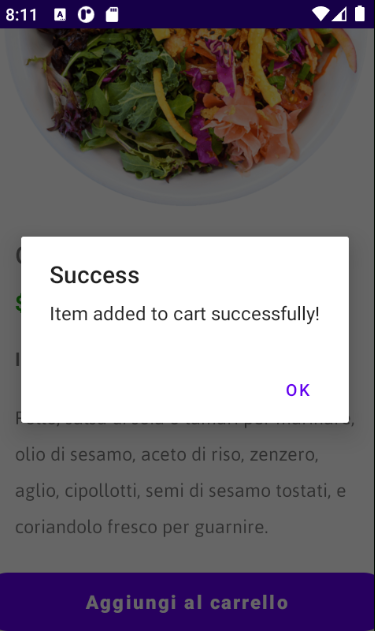 8:11
Success
Item added to cart successfully!
OK
olio di sesamo, aceto di riso, zenzero,
aglio, cipollotti, semi di sesamo tostati, e
coriandolo fresco per guarnire.
Aggiungi al carrello